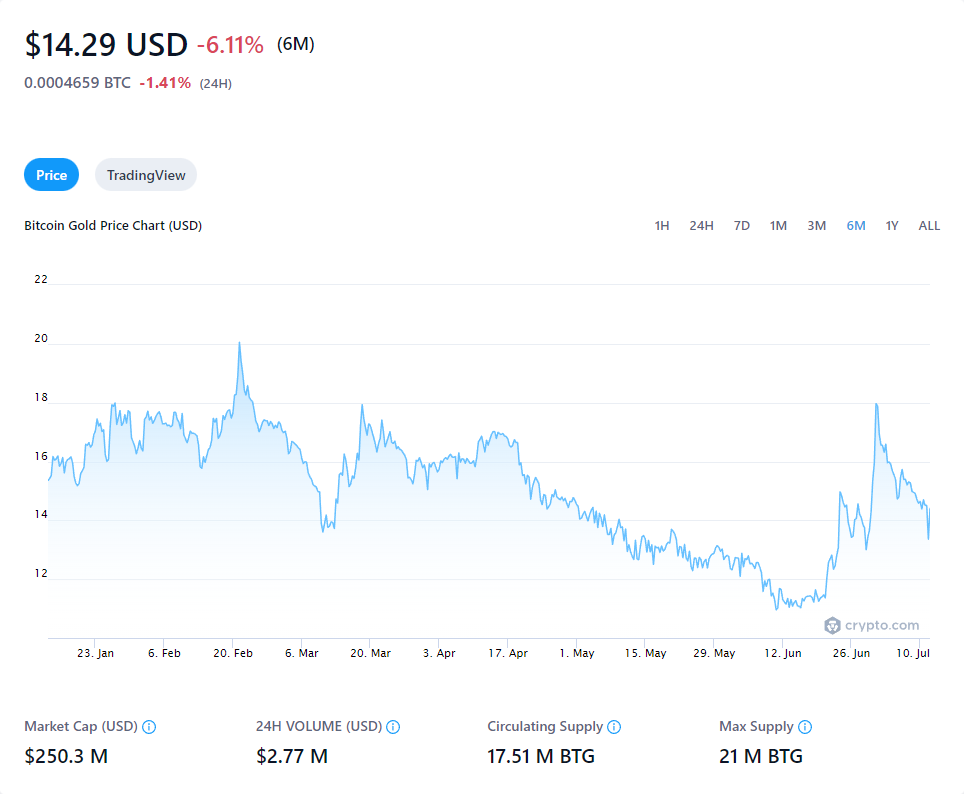 $14.29 USD -6.11% (6M)
0.0004659 BTC -1.41% (24H)
Price TradingView
Bitcoin Gold Price Chart (USD) 1H 24H 7D 1M 3M 6M 1Y ALL
22
20
18
16
14
12
crypto.com
23. Jan 6. Feb 20. Feb 6. Mar 20. Mar 3. Apr 17. Apr 1. May 15. May 29. May 12. Jun 26. Jun 10. Jul
Market Cap (USD) 24H VOLUME (USD) Circulating Supply Max Supply
$250.3 M $2.77 M 17.51 M BTG 21 M BTG